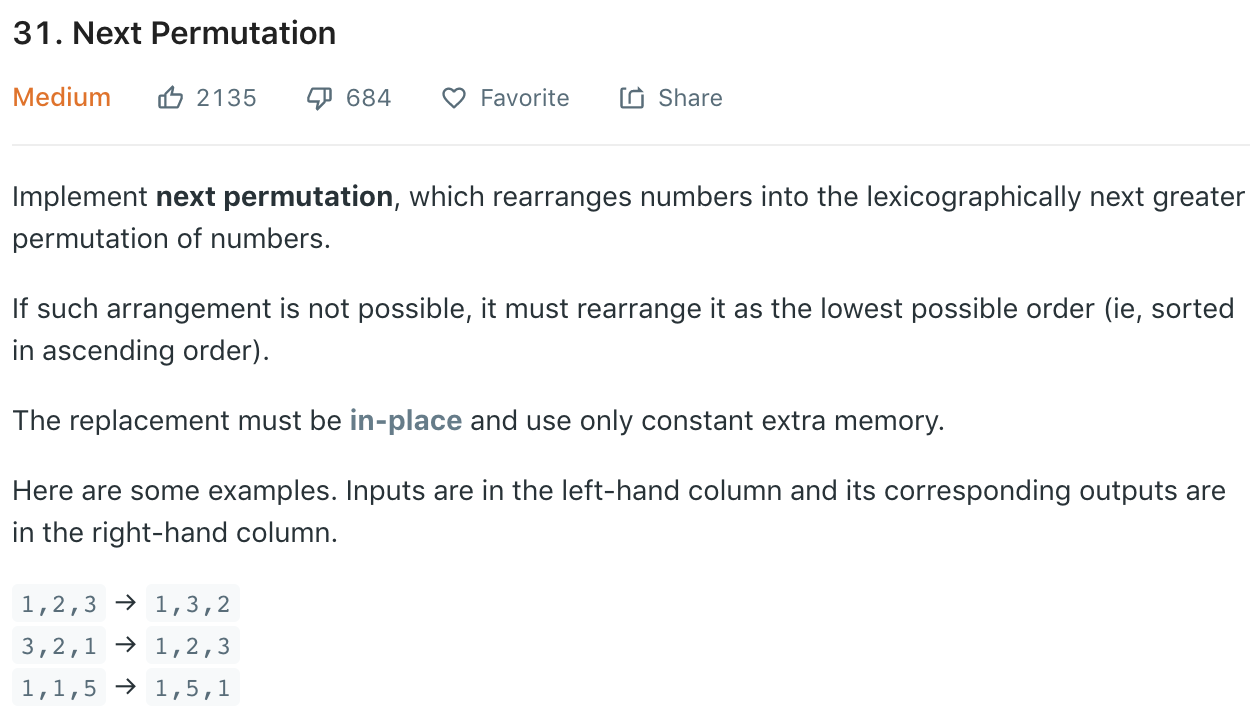 31. Next Permutation
Medium 2135 684 Favorite Share
Implement next permutation, which rearranges numbers into the lexicographically next greater
permutation of numbers.
If such arrangement is not possible, it must rearrange it as the lowest possible order (ie, sorted
in ascending order).
The replacement must be in-place and use only constant extra memory.
Here are some examples. Inputs are in the left-hand column and its corresponding outputs are
in the right-hand column.
1,2,3 → 1,3,2
3,2,1 → 1,2,3
1,1,5 → 1,5,1